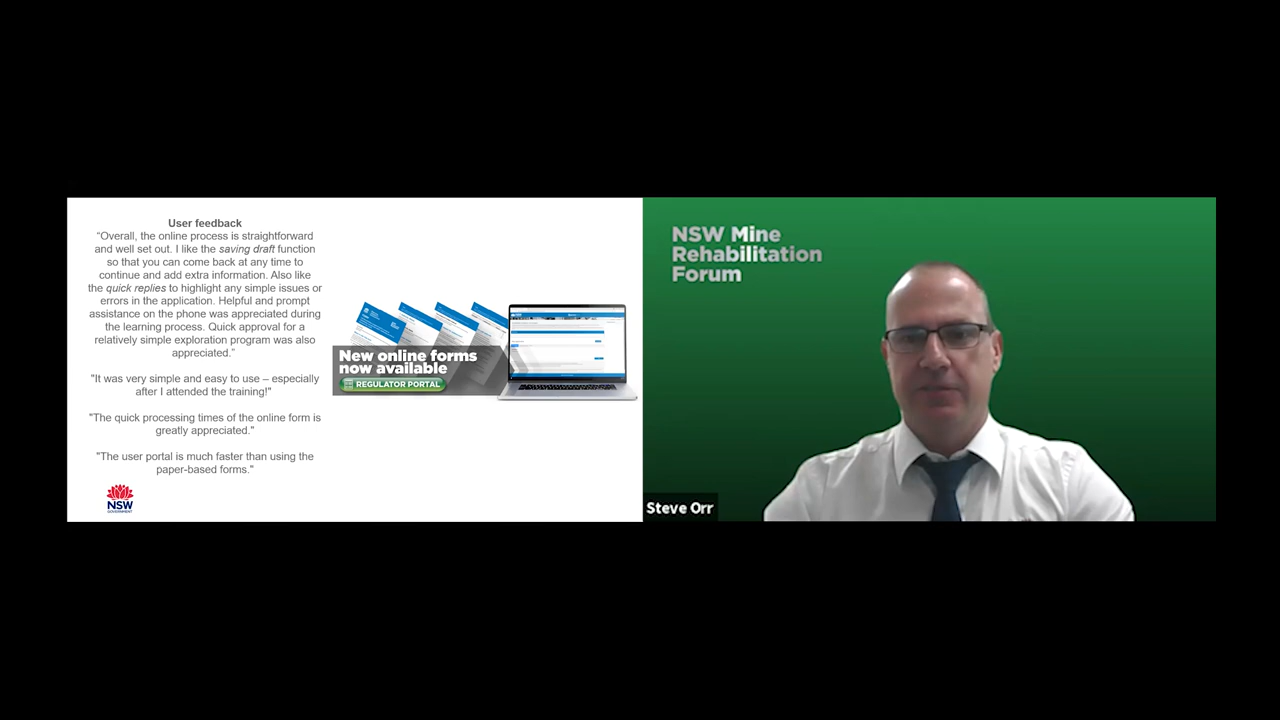 User feedback
“Overall, the online process is straightforward
and well set out. I like the saving draft function
so that you can come back at any time to
continue and add extra information. Also like
the quick replies to highlight any simple issues or
errors in the application. Helpful and prompt
assistance on the phone was appreciated during
the learning process. Quick approval for a
relatively simple exploration program was also
appreciated.”
"It was very simple and easy to use – especially
after I attended the training!"
"The quick processing times of the online form is
greatly appreciated."
"The user portal is much faster than using the
paper-based forms."
NSW
GOVERNMENT
New online forms
now available
REGULATOR PORTAL
NSW Mine
Rehabilitation
Forum
Steve Orr